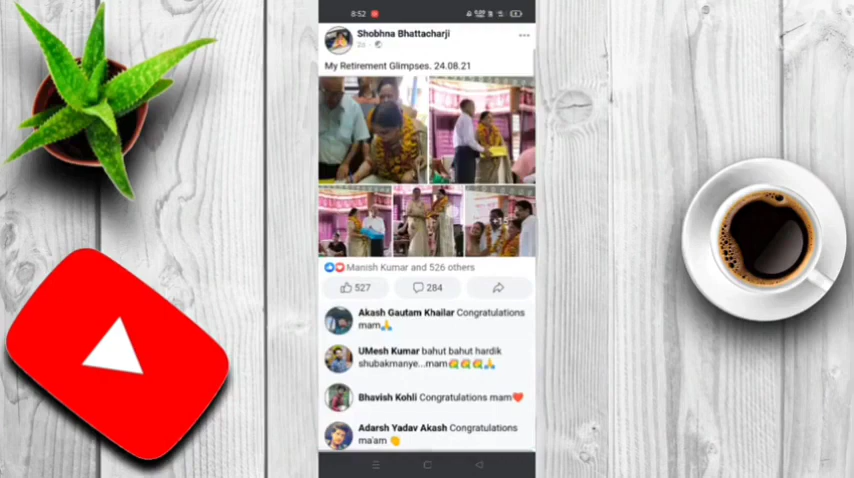 8:52
Shobhna Bhattacharji
My Retirement Glimpses. 24.08.21
Manish Kumar and 526 others
527
284
Akash Gautam Khailar Congratulations
mam🙏
UMesh Kumar bahut bahut hardik
shubakmanye...mam💐💐💐🙏
Bhavish Kohli Congratulations mam❤️
Adarsh Yadav Akash Congratulations
ma'am 👏